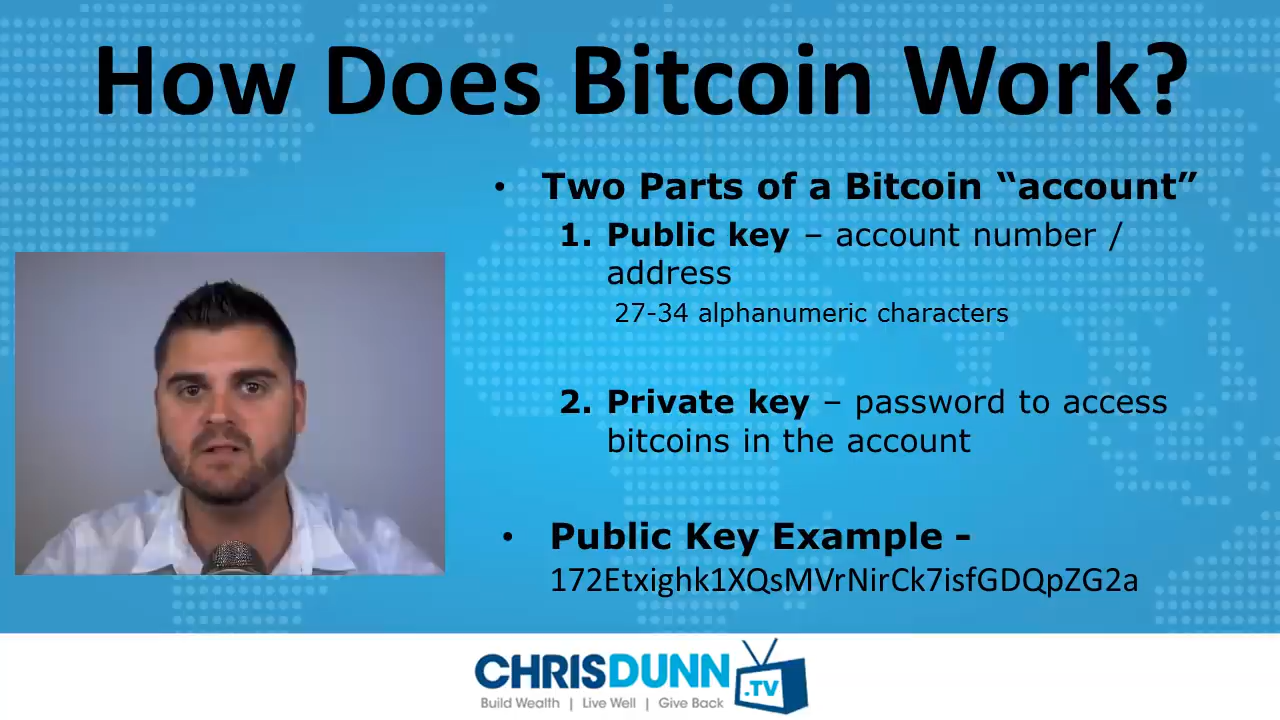 How Does Bitcoin Work?
• Two Parts of a Bitcoin “account”
1. Public key – account number /
address
27-34 alphanumeric characters
2. Private key – password to access
bitcoins in the account
• Public Key Example -
172Etxighk1XQsMVrNirCk7isfGDQpZG2a
CHRISDUNN .TV
Build Wealth | Live Well | Give Back